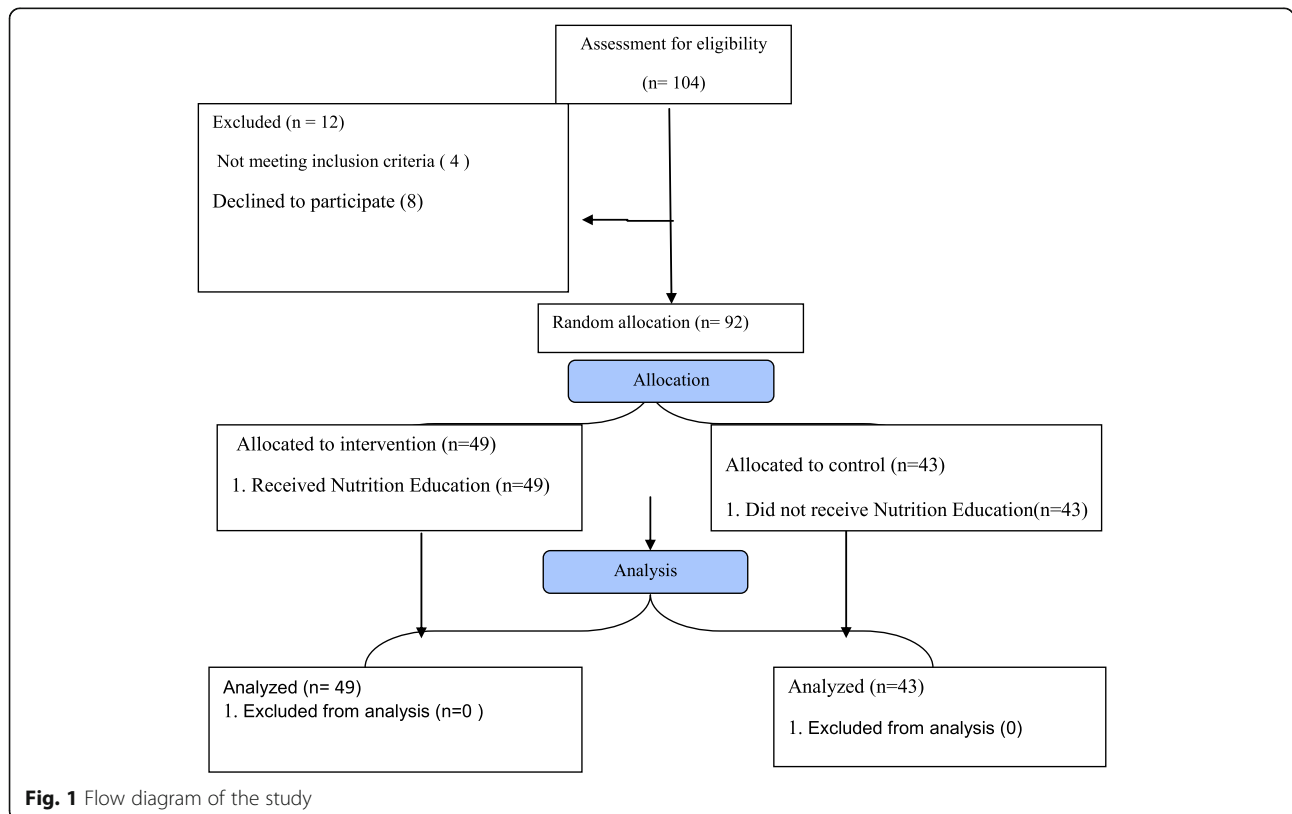 Assessment for eligibility
(n= 104)
Excluded (n = 12)
Not meeting inclusion criteria ( 4 )
Declined to participate (8)
Random allocation (n= 92)
Allocation
Allocated to intervention (n=49)
1. Received Nutrition Education (n=49)
Allocated to control (n=43)
1. Did not receive Nutrition Education(n=43)
Analysis
Analyzed (n= 49)
1. Excluded from analysis (n=0 )
Analyzed (n=43)
1. Excluded from analysis (0)
Fig. 1 Flow diagram of the study